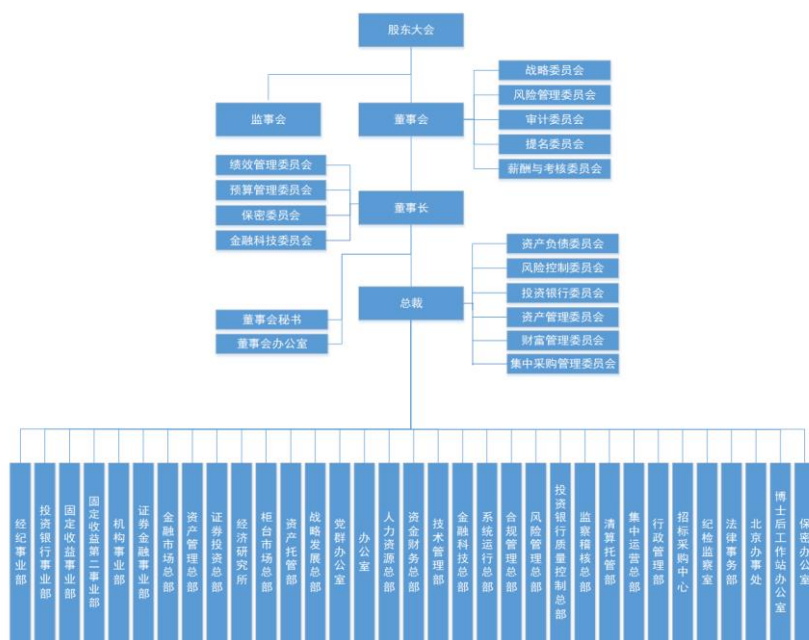 股东大会
监事会
董事会
战略委员会
风险管理委员会
审计委员会
提名委员会
薪酬与考核委员会
绩效管理委员会
预算管理委员会
保密委员会
金融科技委员会
董事长
资产负债委员会
风险控制委员会
投资银行委员会
资产管理委员会
财富管理委员会
集中采购管理委员会
总裁
董事会秘书
董事会办公室
经纪事业部
投资银行事业部
固定收益事业部
固定收益第二事业部
机构事业部
证券金融事业部
金融市场总部
资产管理总部
证券投资总部
经济研究所
柜台市场总部
资产托管部
战略发展总部
党群办公室
办公室
人力资源总部
资金财务总部
技术管理部
金融科技总部
系统运行总部
合规管理总部
风险管理总部
投资银行质量控制总部
监察稽核总部
清算托管部
集中运营总部
行政管理部
招标采购中心
纪检监察室
法律事务部
北京办事处
博士后工作站办公室
保密办公室